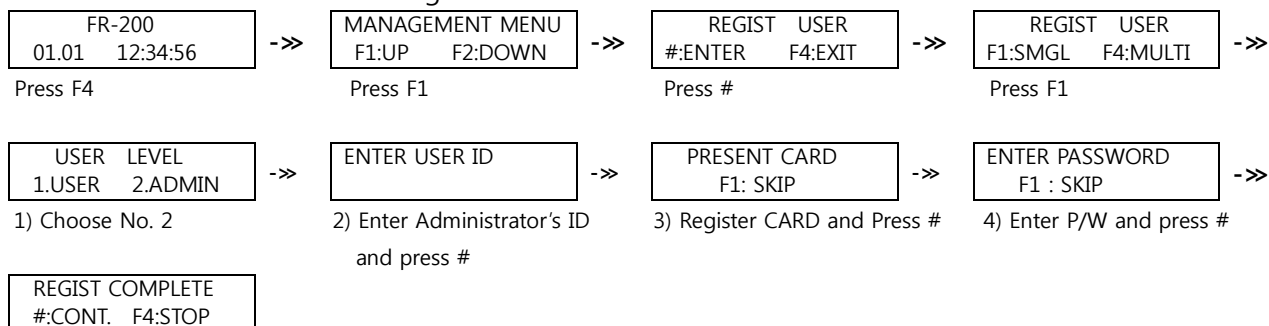 FR-200
01.01 12:34:56
->>
MANAGEMENT MENU
F1:UP F2:DOWN
->>
REGIST USER
#:ENTER F4:EXIT
->>
REGIST USER
F1:SMGL F4:MULTI
->>
Press F4
Press F1
Press #
Press F1
USER LEVEL
1.USER 2.ADMIN
->>
ENTER USER ID
->>
PRESENT CARD
F1: SKIP
->>
ENTER PASSWORD
F1 : SKIP
->>
1) Choose No. 2
2) Enter Administrator's ID
and press #
3) Register CARD and Press #
4) Enter P/W and press #
REGIST COMPLETE
#:CONT. F4:STOP